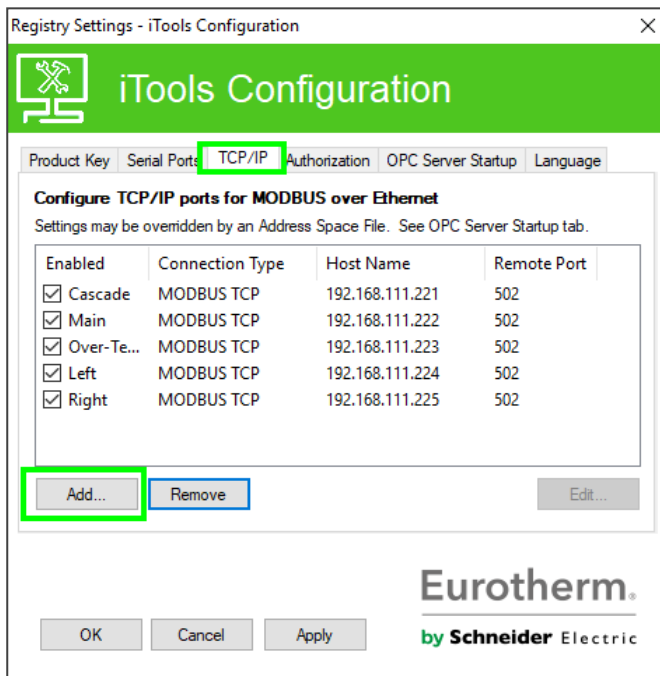 Registry Settings - iTools Configuration
iTools Configuration
Product Key Serial Ports TCP/IP Authorization OPC Server Startup Language
Configure TCP/IP ports for MODBUS over Ethernet
Settings may be overridden by an Address Space File. See OPC Server Startup tab.
Enabled Connection Type Host Name Remote Port
Cascade MODBUS TCP 192.168.111.221 502
Main MODBUS TCP 192.168.111.222 502
Over-Te... MODBUS TCP 192.168.111.223 502
Left MODBUS TCP 192.168.111.224 502
Right MODBUS TCP 192.168.111.225 502
Add... Remove Edit...
Eurotherm®
OK Cancel Apply by Schneider Electric